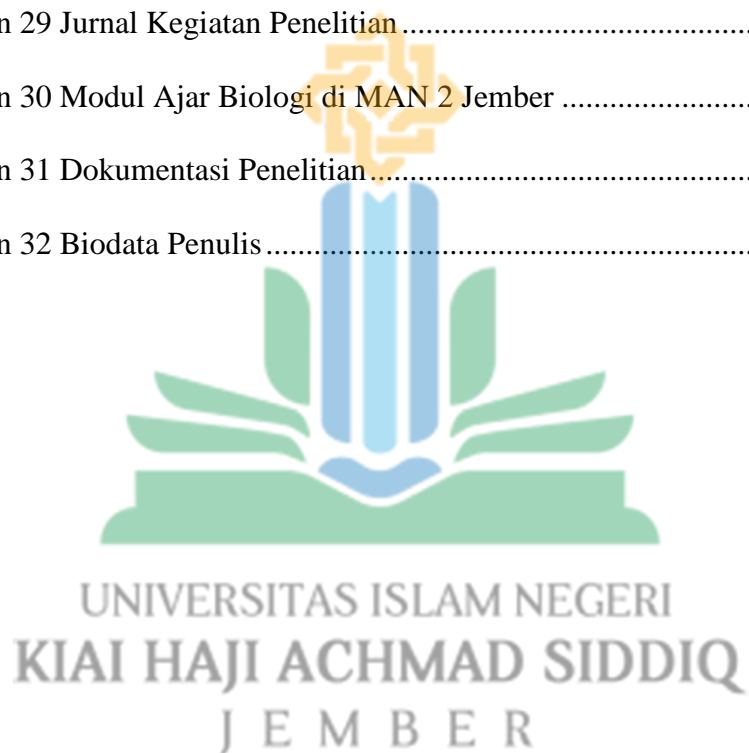 n 29 Jurnal Kegiatan Penelitian.............................................
n 30 Modul Ajar Biologi di MAN 2 Jember ........................
n 31 Dokumentasi Penelitian.................................................
n 32 Biodata Penulis...............................................................
UNIVERSITAS ISLAM NEGERI
KIAI HAJI ACHMAD SIDDIQ
JEMBER